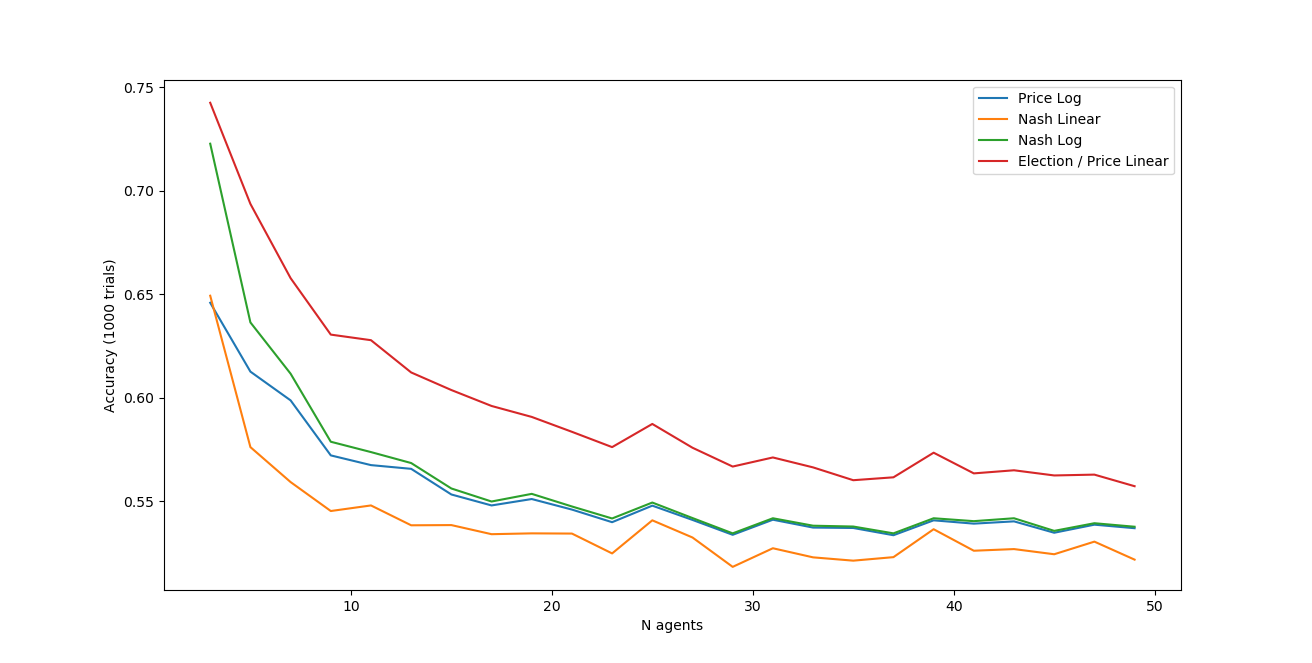 0.75
0.70
0.65
0.60
0.55
Accuracy (1000 trials)
10
20
30
40
50
N agents
Price Log
Nash Linear
Nash Log
Election / Price Linear